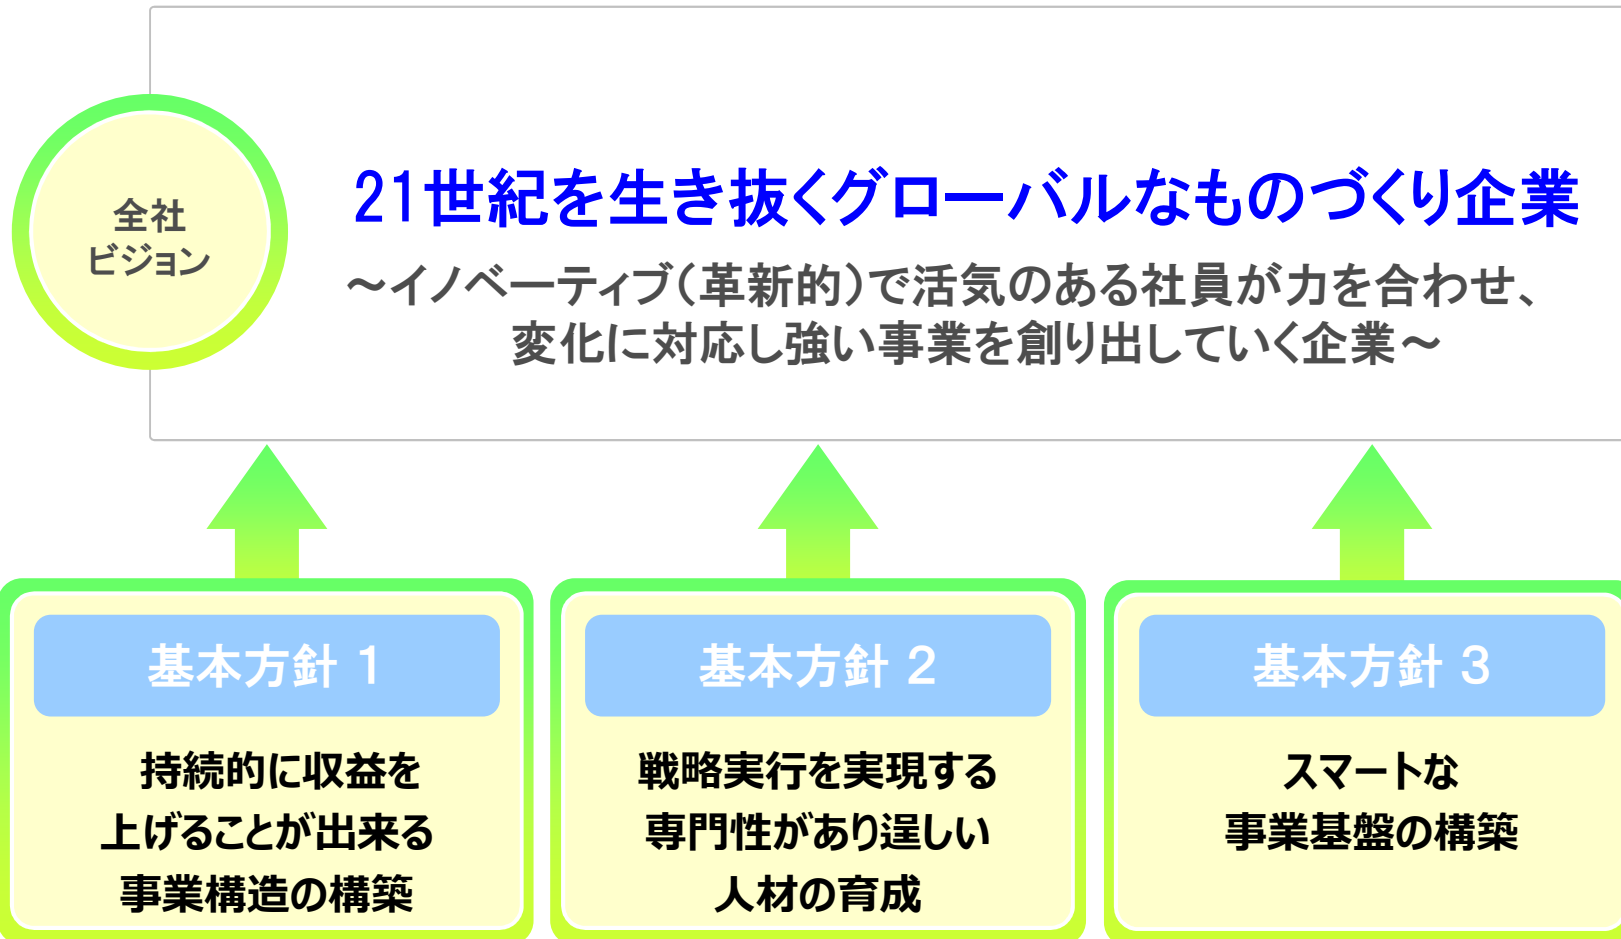 全社
ビジョン
21世紀を生き抜くグローバルなものづくり企業
～イノベーティブ（革新的）で活気のある社員が力を合わせ、
変化に対応し強い事業を創り出していく企業～
基本方針 1
持続的に収益を
上げることが出来る
事業構造の構築
基本方針 2
戦略実行を実現する
専門性があり逞しい
人材の育成
基本方針 3
スマートな
事業基盤の構築